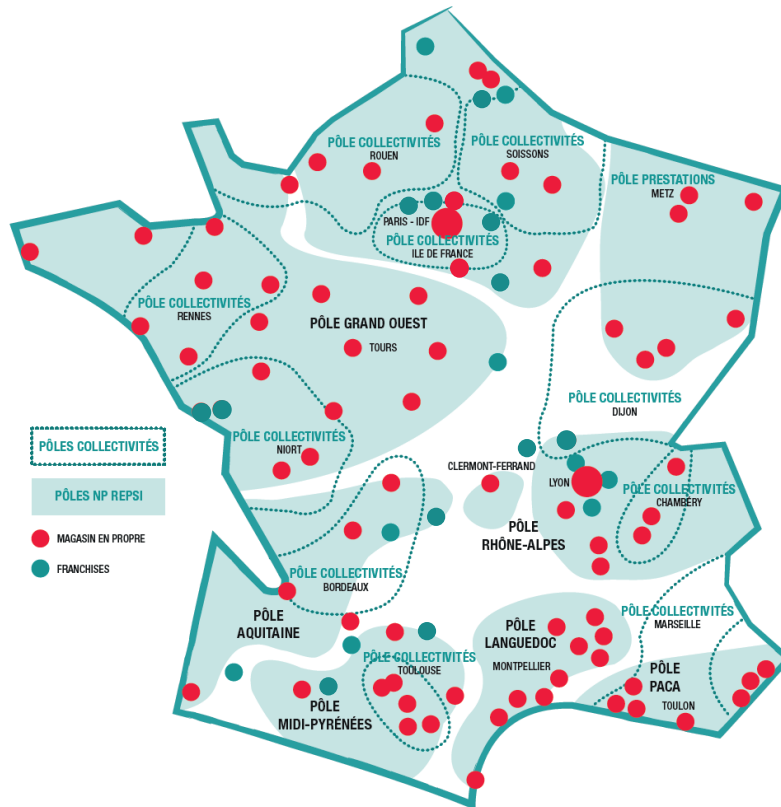 PÔLE COLLECTIVITÉS
ROUEN
PÔLE COLLECTIVITÉS
SOISSONS
PÔLE PRESTATIONS
METZ
PARIS - IDF
PÔLE COLLECTIVITÉS
ILE DE FRANCE
PÔLE COLLECTIVITÉS
RENNES
PÔLE GRAND OUEST
TOURS
PÔLE COLLECTIVITÉS
DIJON
PÔLE COLLECTIVITÉS
NIORT
PÔLES COLLECTIVITÉS
PÔLES NP REPSI
MAGASIN EN PROPRE
FRANCHISES
CLERMONT-FERRAND
LYON
PÔLE COLLECTIVITÉS
CHAMBÉRY
PÔLE
RHÔNE-ALPES
PÔLE COLLECTIVITÉS
BORDEAUX
PÔLE
AQUITAINE
PÔLE COLLECTIVITÉS
MARSEILLE
PÔLE
LANGUEDOC
MONTPELLIER
PÔLE COLLECTIVITÉS
TOULOUSE
PÔLE
PACA
TOULON
PÔLE
MIDI-PYRÉNÉES